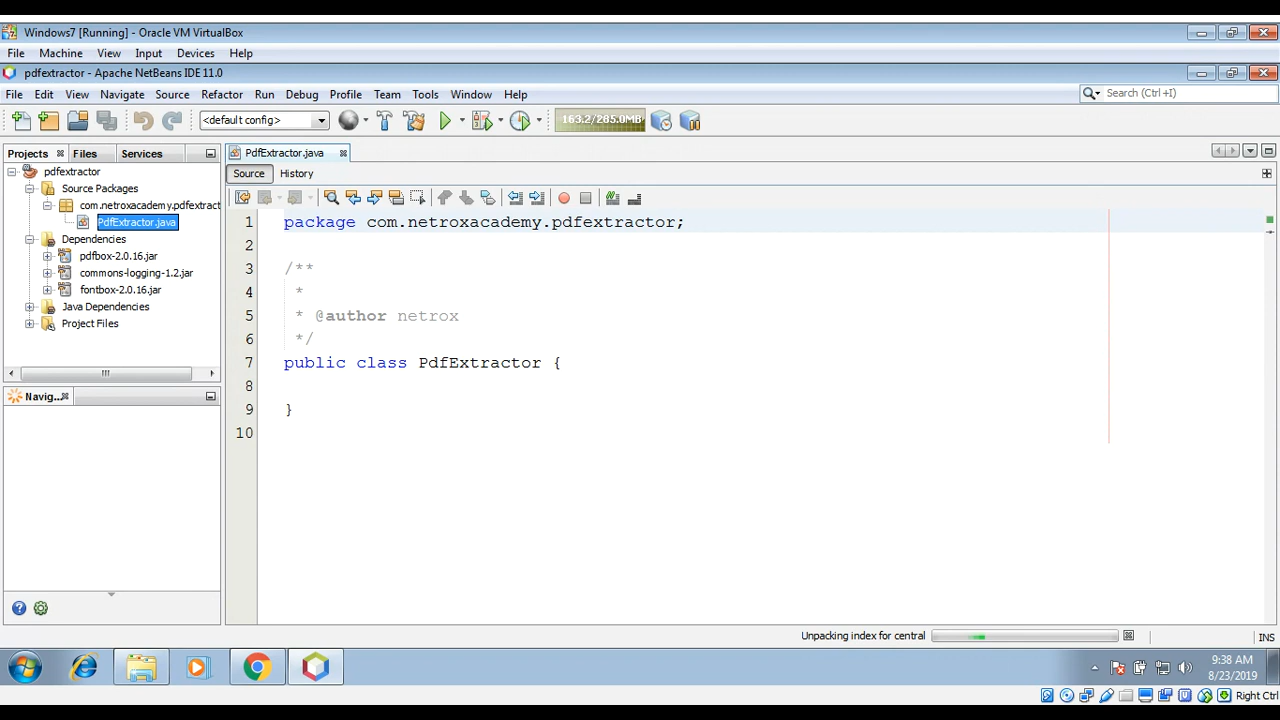 Windows7 [Running] - Oracle VM VirtualBox
File Machine View Input Devices Help
pdfextractor - Apache NetBeans IDE 11.0
File Edit View Navigate Source Refactor Run Debug Profile Team Tools Window Help
Search (Ctrl+I)
<default config>
163.2/285.0MB
Projects Files Services
PdfExtractor.java
Source History
pdfextractor
Source Packages
com.netroxacademy.pdfextract
PdfExtractor.java
Dependencies
pdfbox-2.0.16.jar
commons-logging-1.2.jar
fontbox-2.0.16.jar
Java Dependencies
Project Files
Navig...
1 package com.netroxacademy.pdfextractor;
2
3 /**
4 *
5 * @author netrox
6 */
7 public class PdfExtractor {
8
9 }
10
Unpacking index for central
INS
9:38 AM
8/23/2019
Right Ctrl